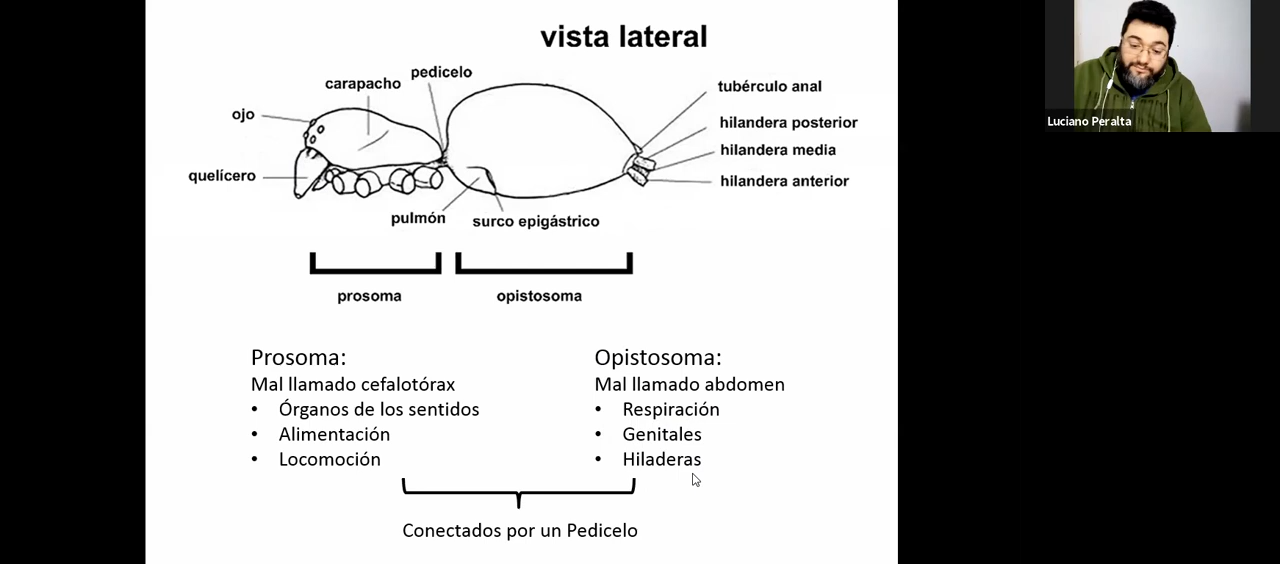 vista lateral
pedicelo
carapacho
tubérculo anal
ojo
hilandera posterior
hilandera media
quelícero
hilandera anterior
pulmón
surco epigástrico
prosoma
opistosoma
Prosoma:
Mal llamado cefalotórax
• Órganos de los sentidos
• Alimentación
• Locomoción
Opistosoma:
Mal llamado abdomen
• Respiración
• Genitales
• Hiladeras
Conectados por un Pedicelo
Luciano Peralta